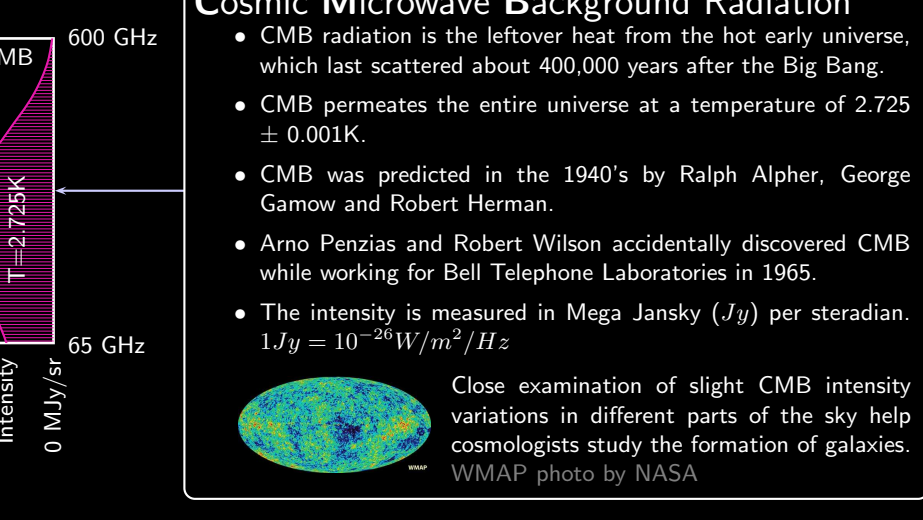 Cosmic Microwave Background Radiation
• CMB radiation is the leftover heat from the hot early universe,
which last scattered about 400,000 years after the Big Bang.
• CMB permeates the entire universe at a temperature of 2.725
± 0.001K.
• CMB was predicted in the 1940's by Ralph Alpher, George
Gamow and Robert Herman.
• Arno Penzias and Robert Wilson accidentally discovered CMB
while working for Bell Telephone Laboratories in 1965.
• The intensity is measured in Mega Jansky (Jy) per steradian.
1Jy = 10⁻²⁶W/m²/Hz
Close examination of slight CMB intensity
variations in different parts of the sky help
cosmologists study the formation of galaxies.
WMAP photo by NASA
WMAP
600 GHz
MB
T=2.725K
65 GHz
Intensity
0 MJy/sr